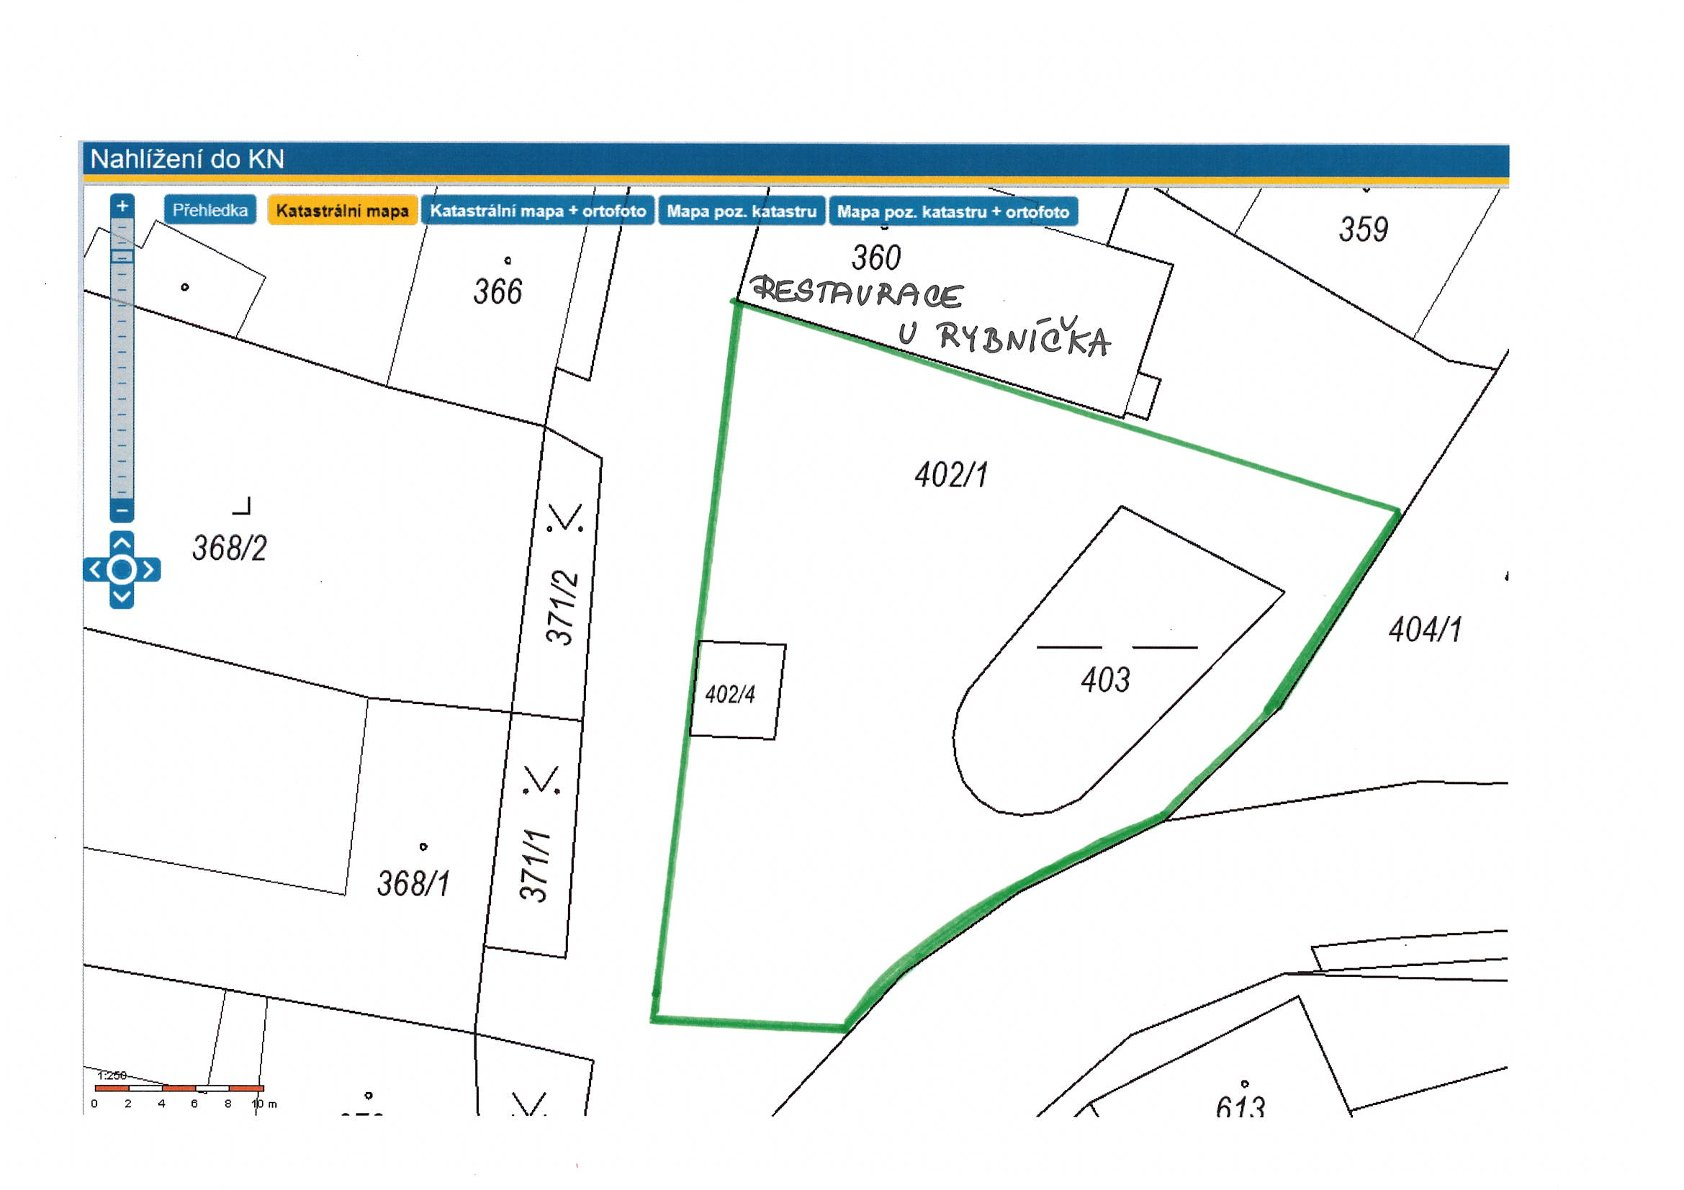 Nahlížení do KN
Přehledka Katastrální mapa Katastrální mapa + ortofoto Mapa poz. katastru Mapa poz. katastru + ortofoto
359
360
366
RESTAURACE
U RYBNÍČKA
402/1
368/2
371/2
404/1
403
402/4
371/1
368/1
1:250
0 2 4 6 8 10 m
613